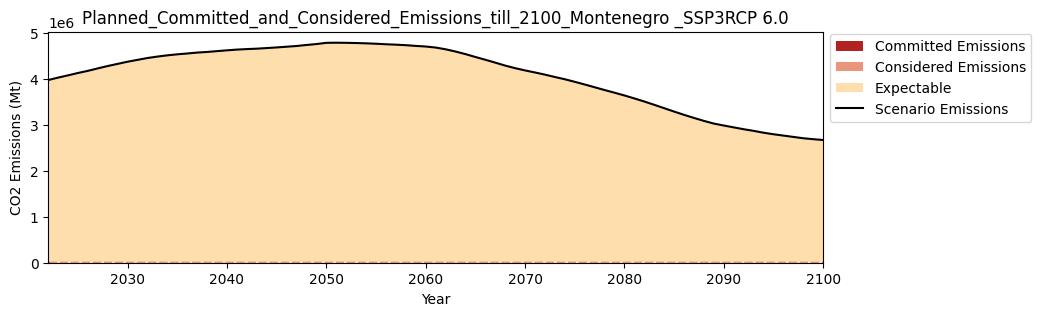 Planned_Committed_and_Considered_Emissions_till_2100_Montenegro _SSP3RCP 6.0
1e6
5
4
3
2
1
0
CO2 Emissions (Mt)
2030 2040 2050 2060 2070 2080 2090 2100
Year
Committed Emissions
Considered Emissions
Expectable
Scenario Emissions